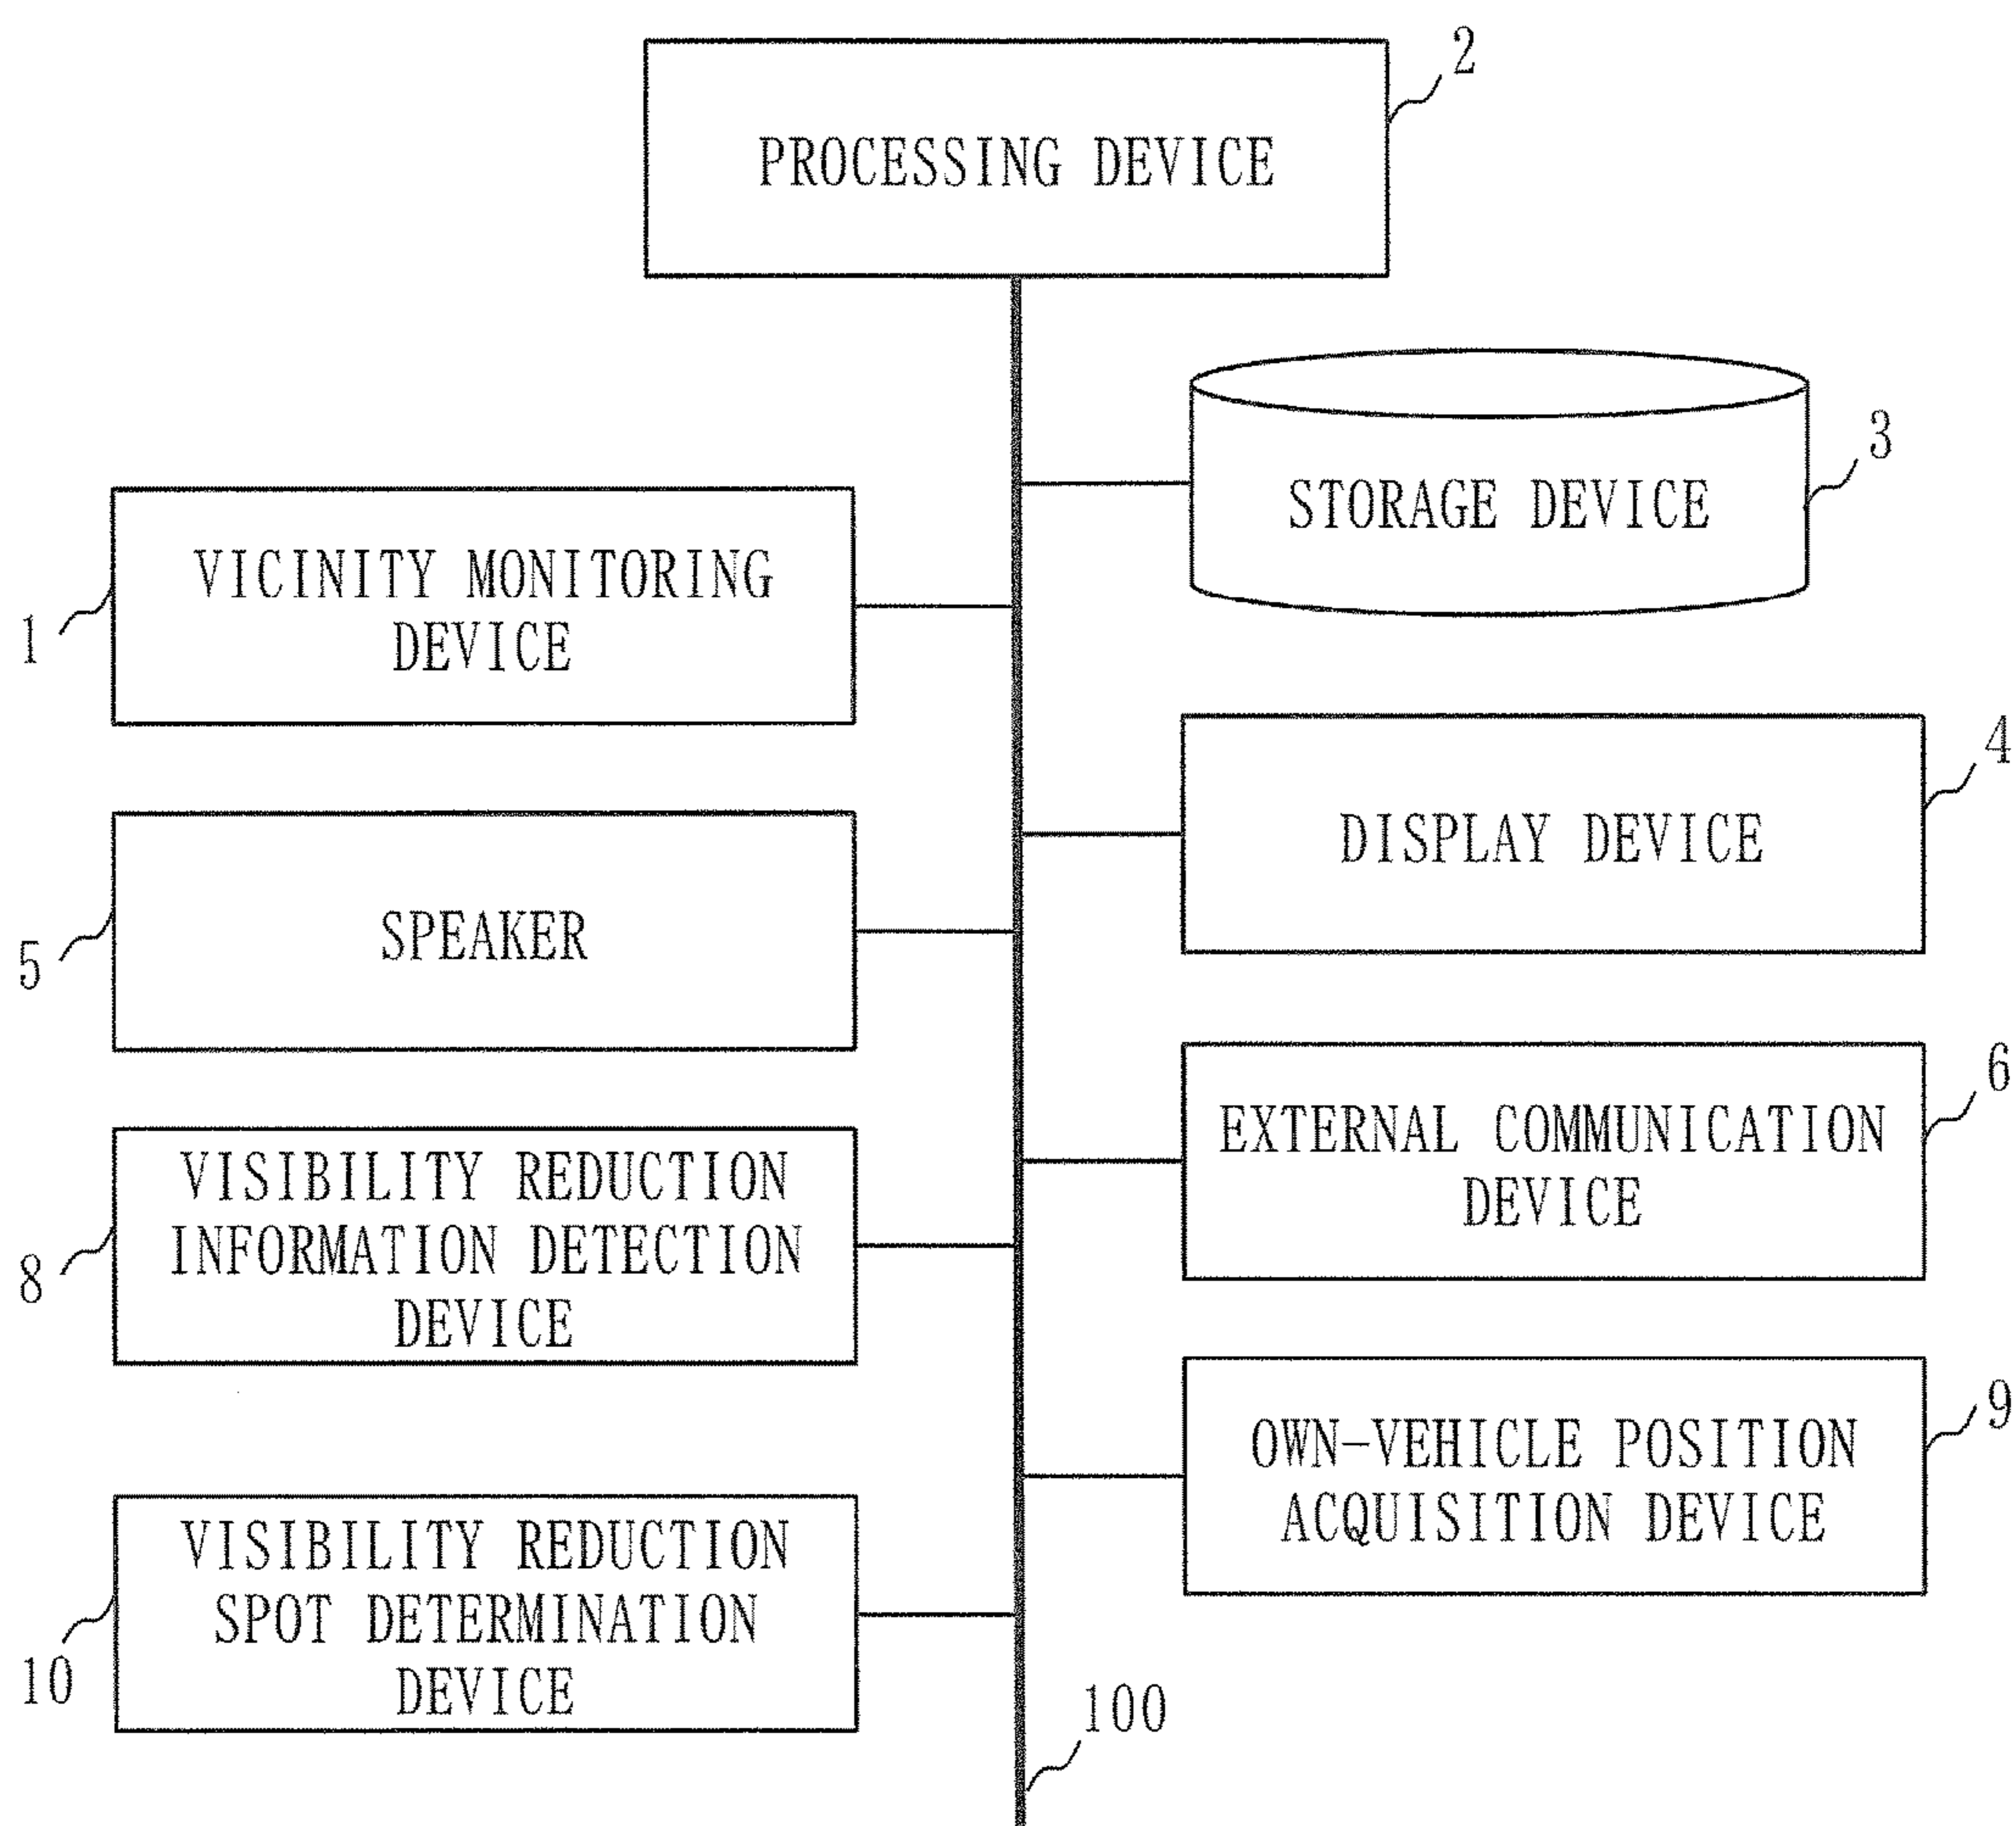 2
PROCESSING DEVICE
3
STORAGE DEVICE
1
VICINITY MONITORING
DEVICE
4
DISPLAY DEVICE
5
SPEAKER
6
EXTERNAL COMMUNICATION
DEVICE
8
VISIBILITY REDUCTION
INFORMATION DETECTION
DEVICE
9
OWN-VEHICLE POSITION
ACQUISITION DEVICE
10
VISIBILITY REDUCTION
SPOT DETERMINATION
DEVICE
100